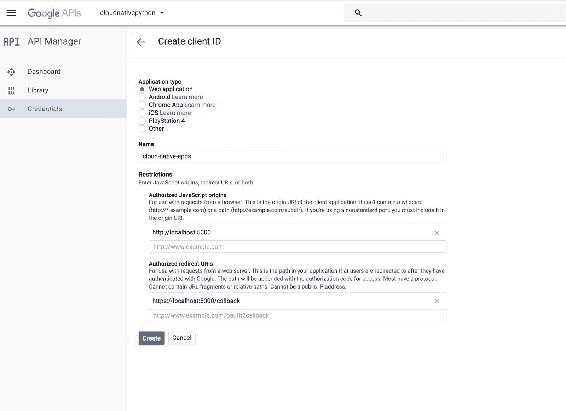 Google APIs
cloudnativepython
API API Manager
Create client ID
Dashboard
Library
Credentials
Application type
Web application
Android Learn more
Chrome App Learn more
iOS Learn more
PlayStation 4
Other
Name
cloud-native-apps
Restrictions
Enter JavaScript origins, redirect URIs, or both
Authorized JavaScript origins
For use with requests from a browser. This is the origin URI of the client application. It can't contain a wildcard
(http://*.example.com) or a path (http://example.com/subdir). If you're using a nonstandard port, you must include it in
the origin URI.
http://localhost:5000
http://www.example.com
Authorized redirect URIs
For use with requests from a web server. This is the path in your application that users are redirected to after they have
authenticated with Google. The path will be appended with the authorization code for access. Must have a protocol.
Cannot contain URL fragments or relative paths. Cannot be a public IP address.
https://localhost:5000/callback
http://www.example.com/oauth2callback
Create Cancel